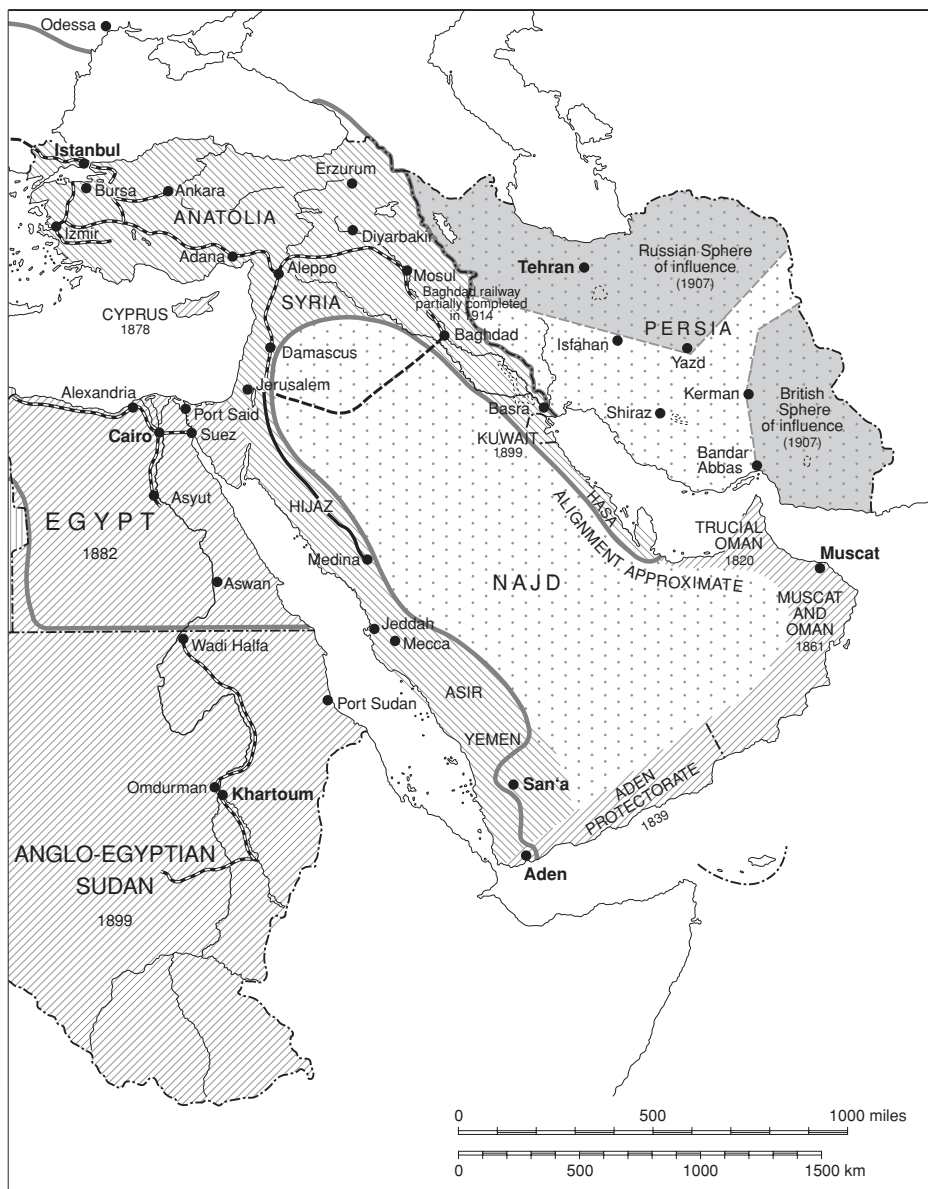 Odessa
Istanbul
Bursa
Ankara
Erzurum
ANATOLIA
Izmir
Diyarbakir
Adana
Aleppo
Mosul
Tehran
Russian Sphere
of influence
(1907)
Baghdad railway
partially completed
in 1914
CYPRUS
1878
SYRIA
PERSIA
Baghdad
Isfahan
Yazd
Damascus
Alexandria
Jerusalem
Kerman
British
Sphere
of influence
(1907)
Port Said
Basra
Shiraz
Cairo
Suez
KUWAIT
1899
Bandar
Abbas
Asyut
HIJAZ
HASA
ALIGNMENT APPROXIMATE
TRUCIAL
OMAN
1820
EGYPT
1882
Medina
Muscat
Aswan
NAJD
MUSCAT
AND
OMAN
1861
Jeddah
Mecca
Wadi Halfa
ASIR
Port Sudan
YEMEN
San‘a
Omdurman
Khartoum
ADEN
PROTECTORATE
1839
ANGLO-EGYPTIAN
SUDAN
1899
Aden
0 500 1000 miles
0 500 1000 1500 km